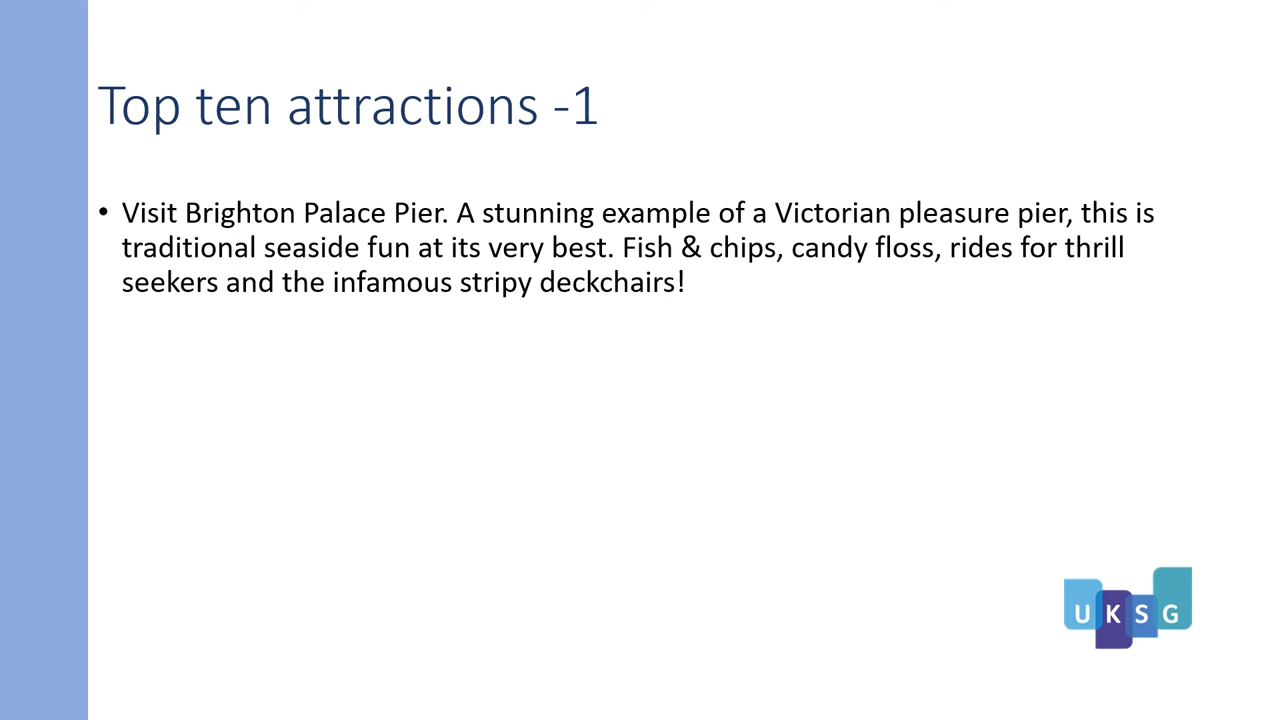 Top ten attractions -1
• Visit Brighton Palace Pier. A stunning example of a Victorian pleasure pier, this is
traditional seaside fun at its very best. Fish & chips, candy floss, rides for thrill
seekers and the infamous stripy deckchairs!
UKSG